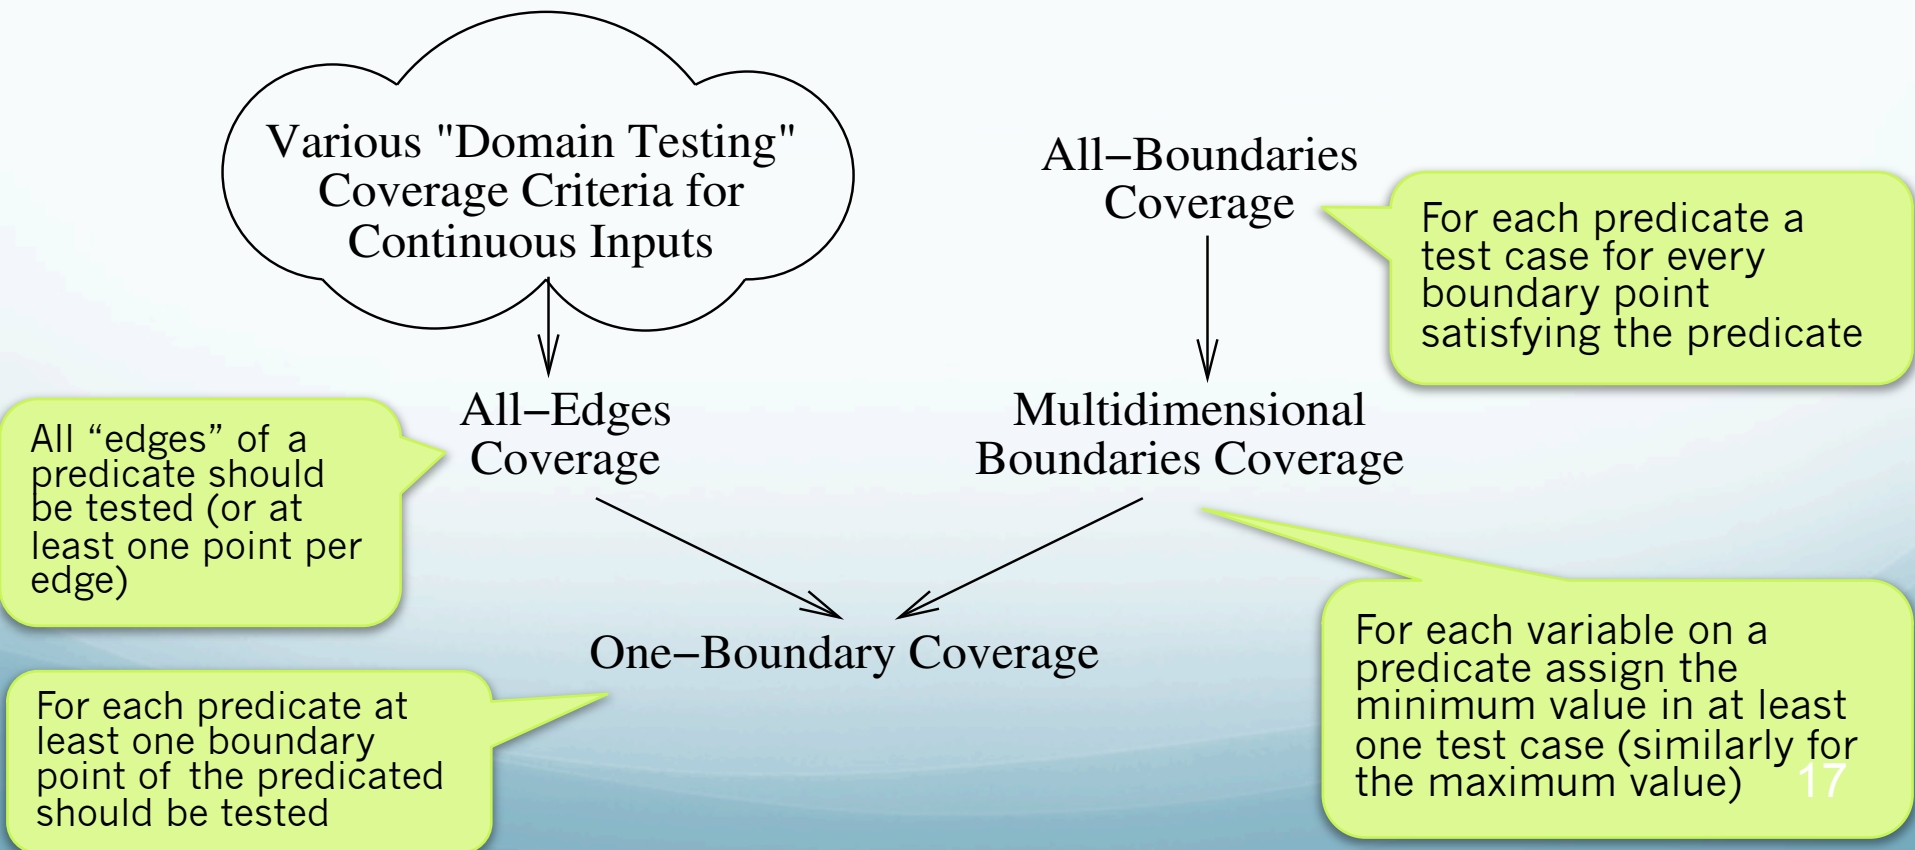 Various "Domain Testing"
Coverage Criteria for
Continuous Inputs
All−Boundaries
Coverage
For each predicate a
test case for every
boundary point
satisfying the predicate
All−Edges
Coverage
Multidimensional
Boundaries Coverage
All “edges” of a
predicate should
be tested (or at
least one point per
edge)
One−Boundary Coverage
For each predicate at
least one boundary
point of the predicated
should be tested
For each variable on a
predicate assign the
minimum value in at least
one test case (similarly for
the maximum value)
17